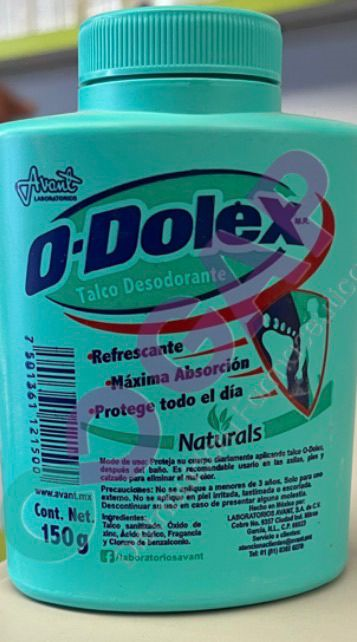 Avant
LABORATORIOS
O-Dolex M.R.
Talco Desodorante
•Refrescante
•Máxima Absorción
•Protege todo el día
Naturals
7 501361 121500
www.avant.mx
Cont. Net.
150g
Modo de uso: Proteja su cuerpo diariamente aplicando talco O-Dolex,
después del baño. Es recomendable usarlo en las axilas, pies y
calzado para eliminar el mal olor.
Precauciones: No se aplique a menores de 3 años. Solo para uso
externo. No se aplique en piel irritada, lastimada o escoriada.
Descontinuar su uso en caso de presentar alguna molestia.
Ingredientes:
Talco sanitizado, Óxido de
zinc, Ácido bórico, Fragancia
y Cloruro de benzalconio.
/laboratoriosavant
Hecho en México por:
LABORATORIOS AVANT, S.A. de C.V.
García, N.L., C.P. 66023
Servicio a clientes: